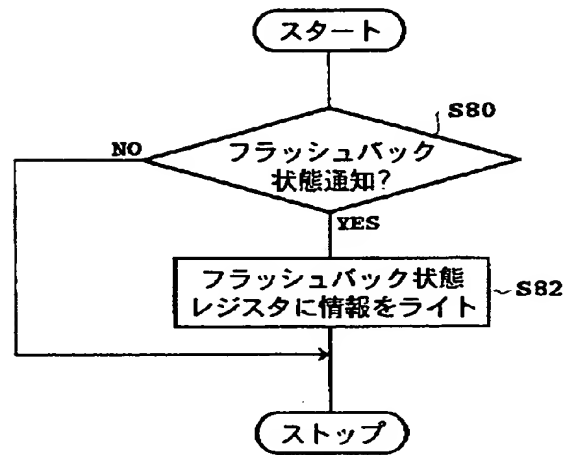 スタート
S80
NO
フラッシュバック
状態通知?
YES
フラッシュバック状態
レジスタに情報をライト
S82
ストップ